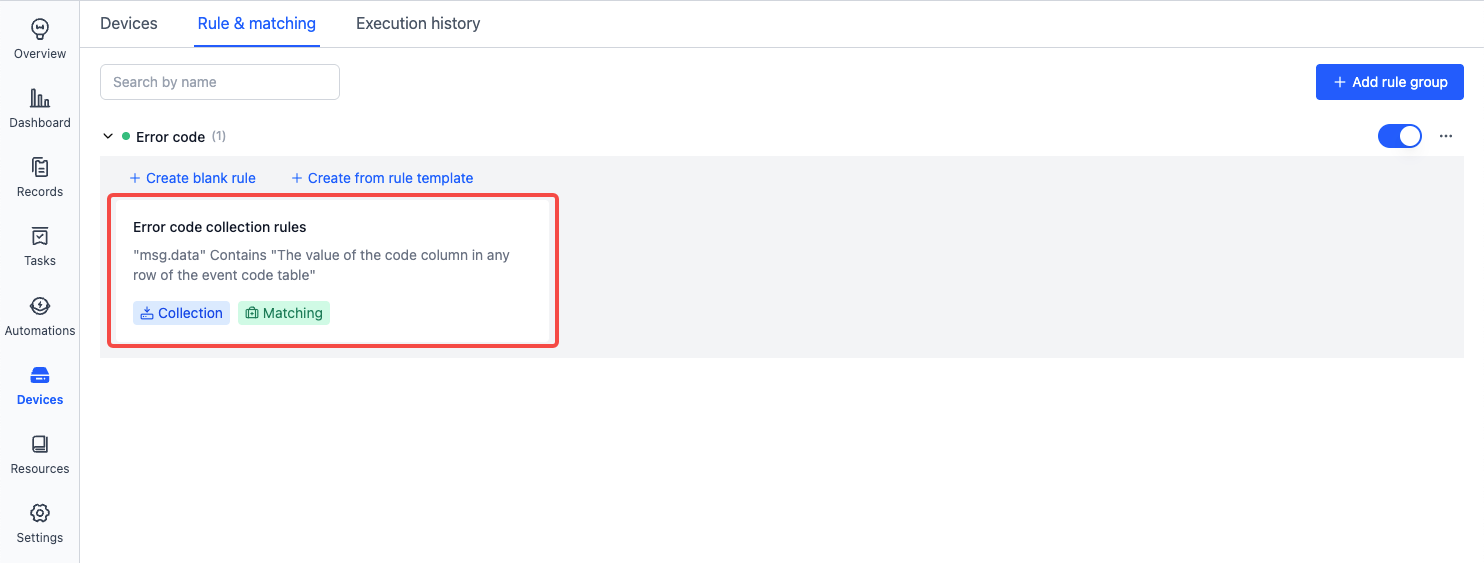 Overview
Dashboard
Records
Tasks
Automations
Devices
Resources
Settings
Devices Rule & matching Execution history
Search by name
+ Add rule group
Error code (1)
+ Create blank rule + Create from rule template
Error code collection rules
"msg.data" Contains "The value of the code column in any
row of the event code table"
Collection Matching